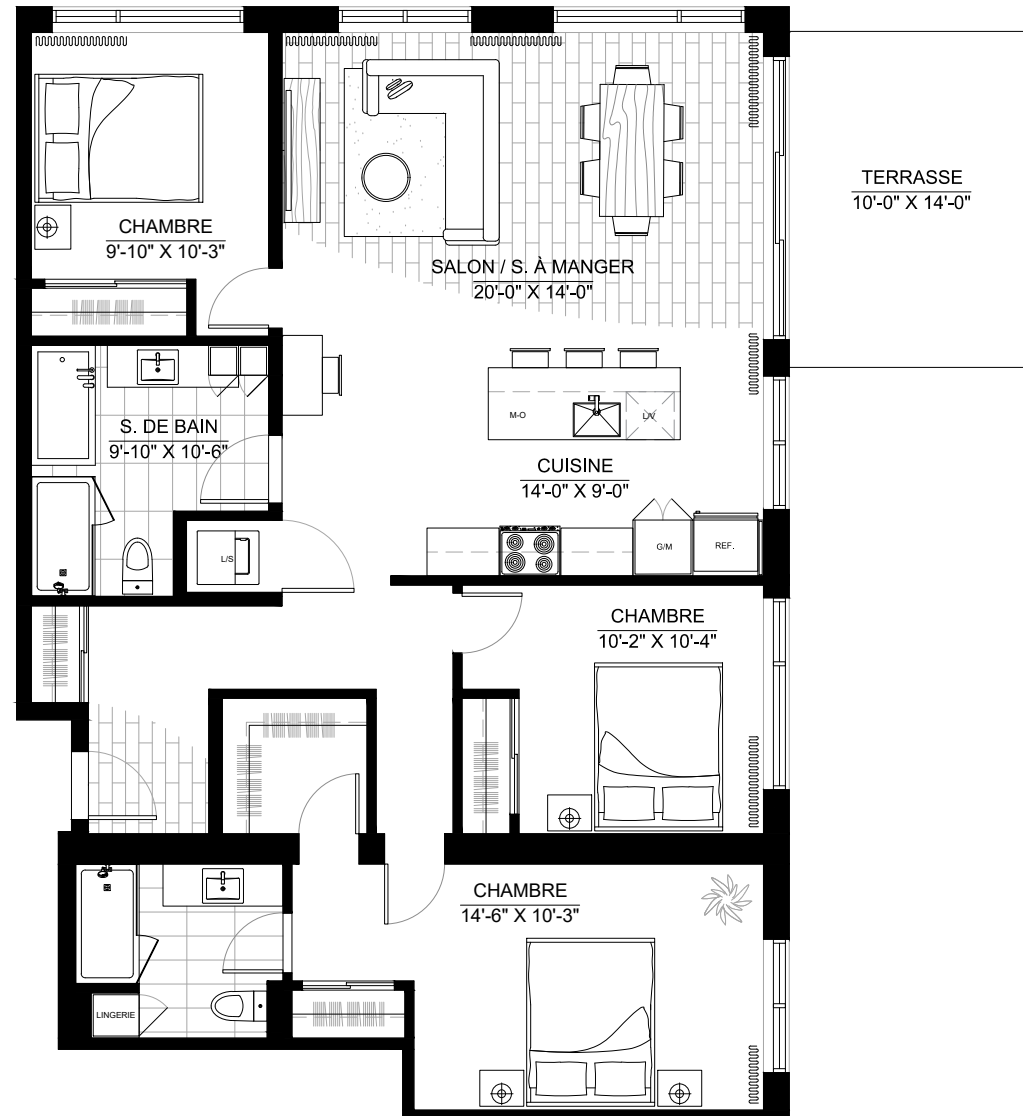 CHAMBRE
9'-10" X 10'-3"
SALON / S. À MANGER
20'-0" X 14'-0"
TERRASSE
10'-0" X 14'-0"
S. DE BAIN
9'-10" X 10'-6"
M-O
L/V
CUISINE
14'-0" X 9'-0"
L/S
G/M
REF.
CHAMBRE
10'-2" X 10'-4"
CHAMBRE
14'-6" X 10'-3"
LINGERIE